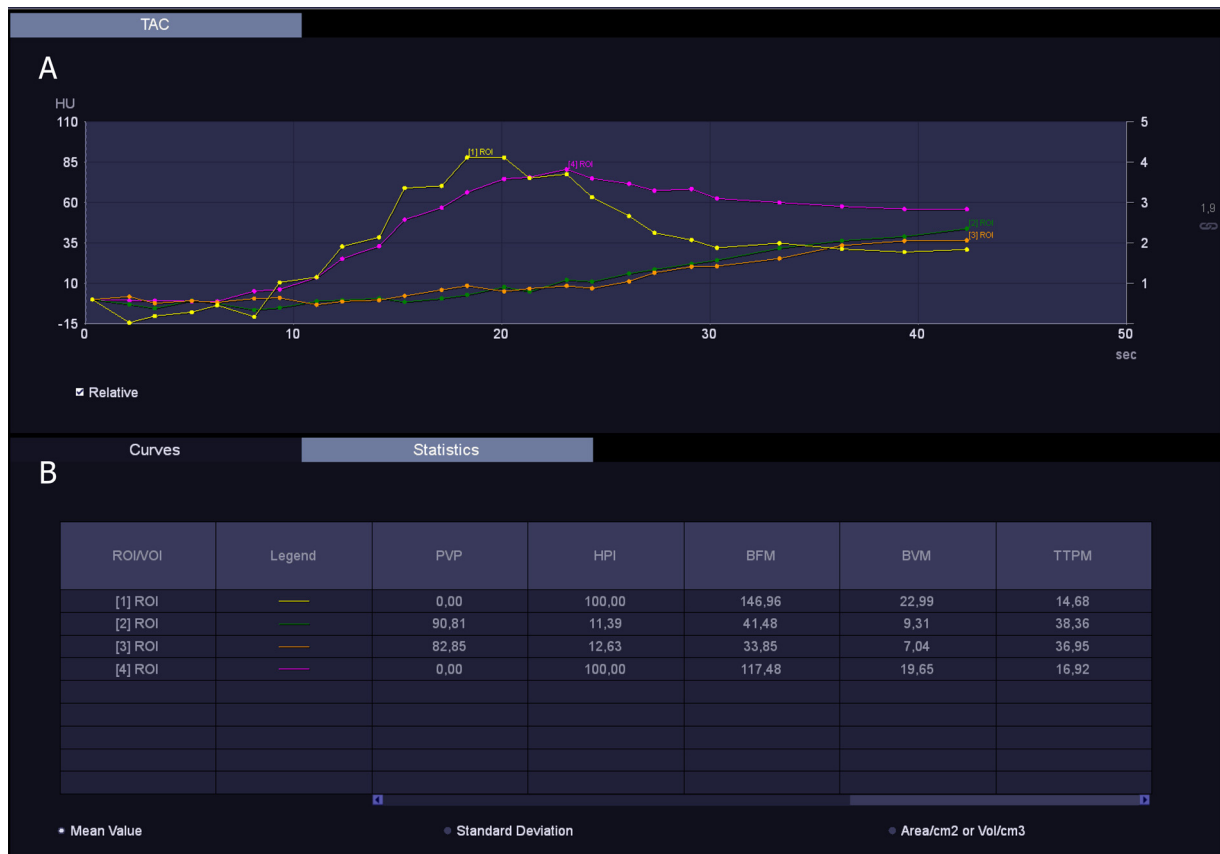 TAC
A
HU
110
85
60
35
10
-15
5
4
3
2
1
0 10 20 30 40 50
sec
[1] ROI
[4] ROI
[2] ROI
[3] ROI
1,9
Relative
Curves Statistics
B
ROI/VOI Legend PVP HPI BFM BVM TTPM
[1] ROI 0,00 100,00 146,96 22,99 14,68
[2] ROI 90,81 11,39 41,48 9,31 38,36
[3] ROI 82,85 12,63 33,85 7,04 36,95
[4] ROI 0,00 100,00 117,48 19,65 16,92
Mean Value Standard Deviation Area/cm2 or Vol/cm3